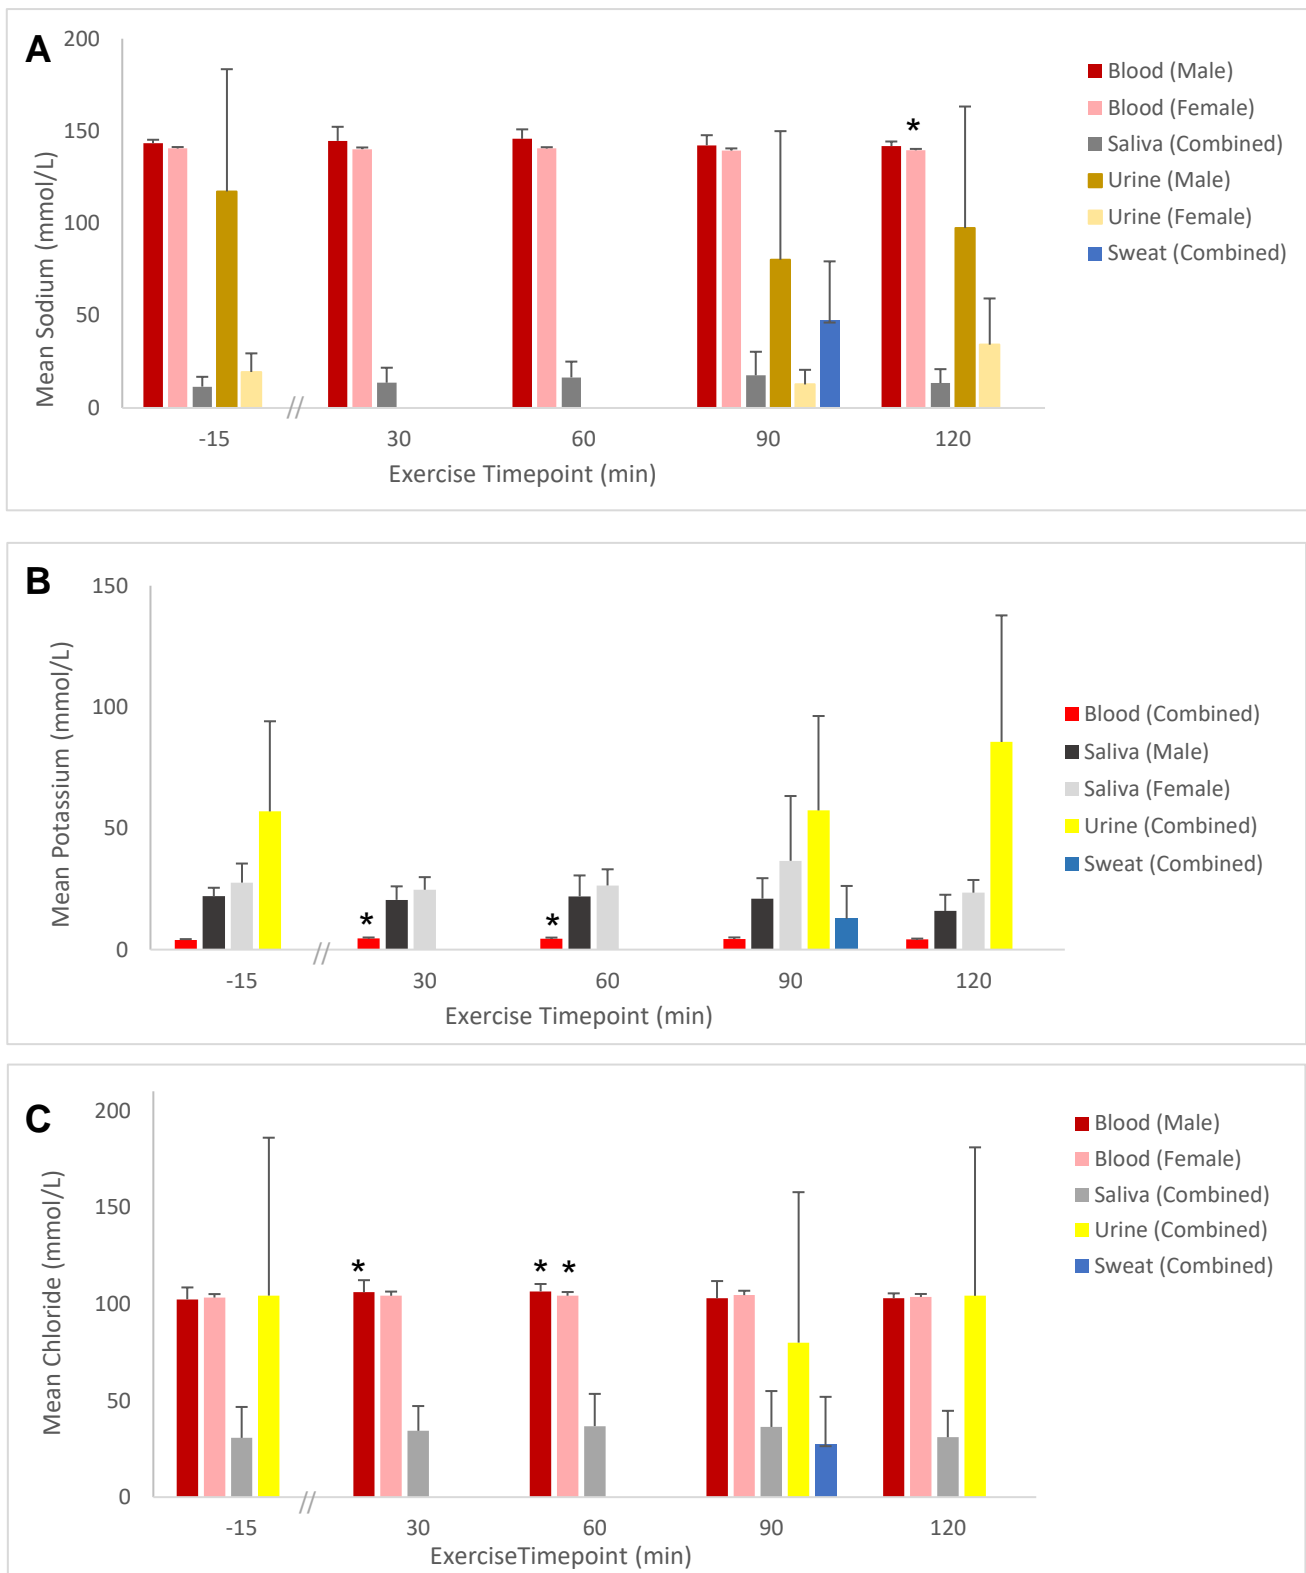 A
200
150
100
50
0
Mean Sodium (mmol/L)
*
-15
30
60
90
120
Exercise Timepoint (min)
Blood (Male)
Blood (Female)
Saliva (Combined)
Urine (Male)
Urine (Female)
Sweat (Combined)
B
150
100
50
0
Mean Potassium (mmol/L)
*
*
-15
30
60
90
120
Exercise Timepoint (min)
Blood (Combined)
Saliva (Male)
Saliva (Female)
Urine (Combined)
Sweat (Combined)
C
200
150
100
50
0
Mean Chloride (mmol/L)
*
* *
-15
30
60
90
120
ExerciseTimepoint (min)
Blood (Male)
Blood (Female)
Saliva (Combined)
Urine (Combined)
Sweat (Combined)